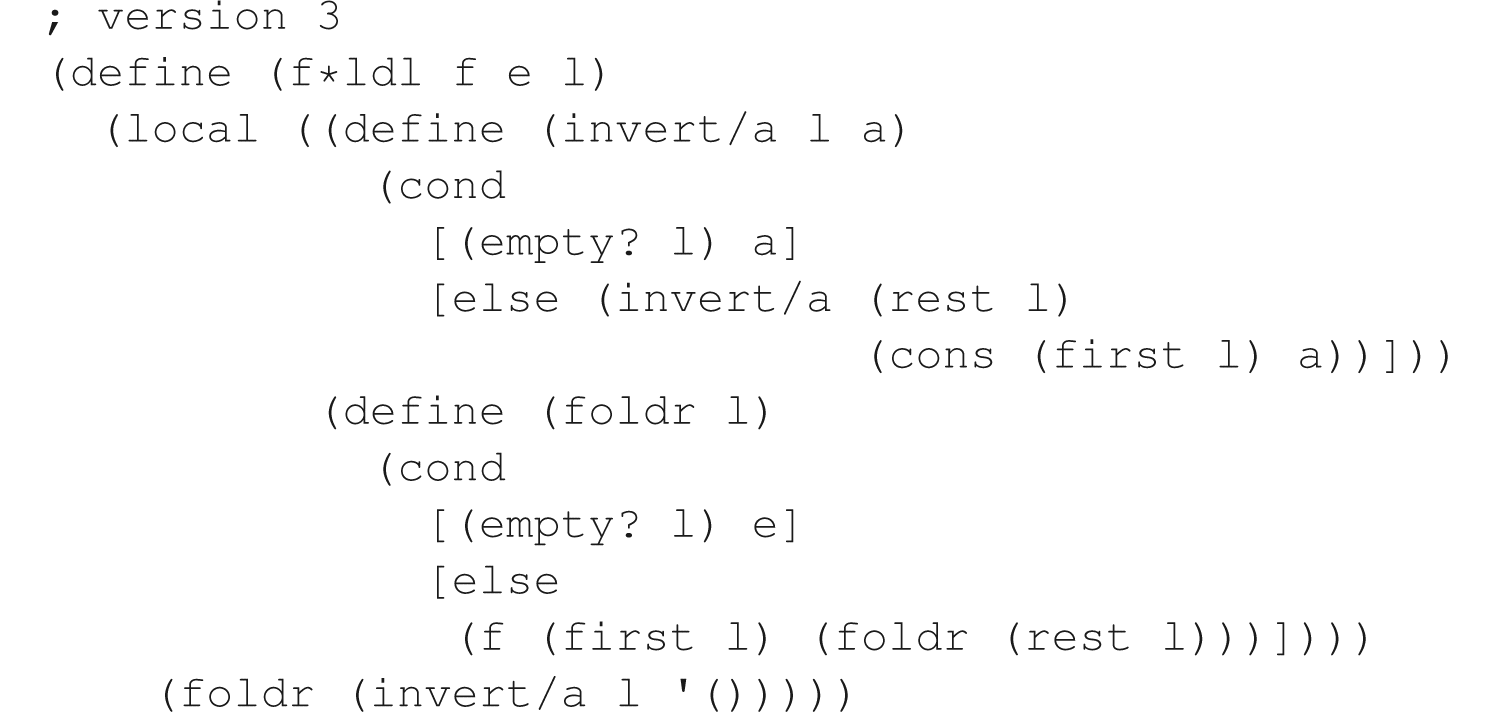 ; version 3
(define (f*ldl f e l)
  (local ((define (invert/a l a)
            (cond
              [(empty? l) a]
              [else (invert/a (rest l)
                              (cons (first l) a))]))
          (define (foldr l)
            (cond
              [(empty? l) e]
              [else
               (f (first l) (foldr (rest l)))])))
    (foldr (invert/a l '()))))